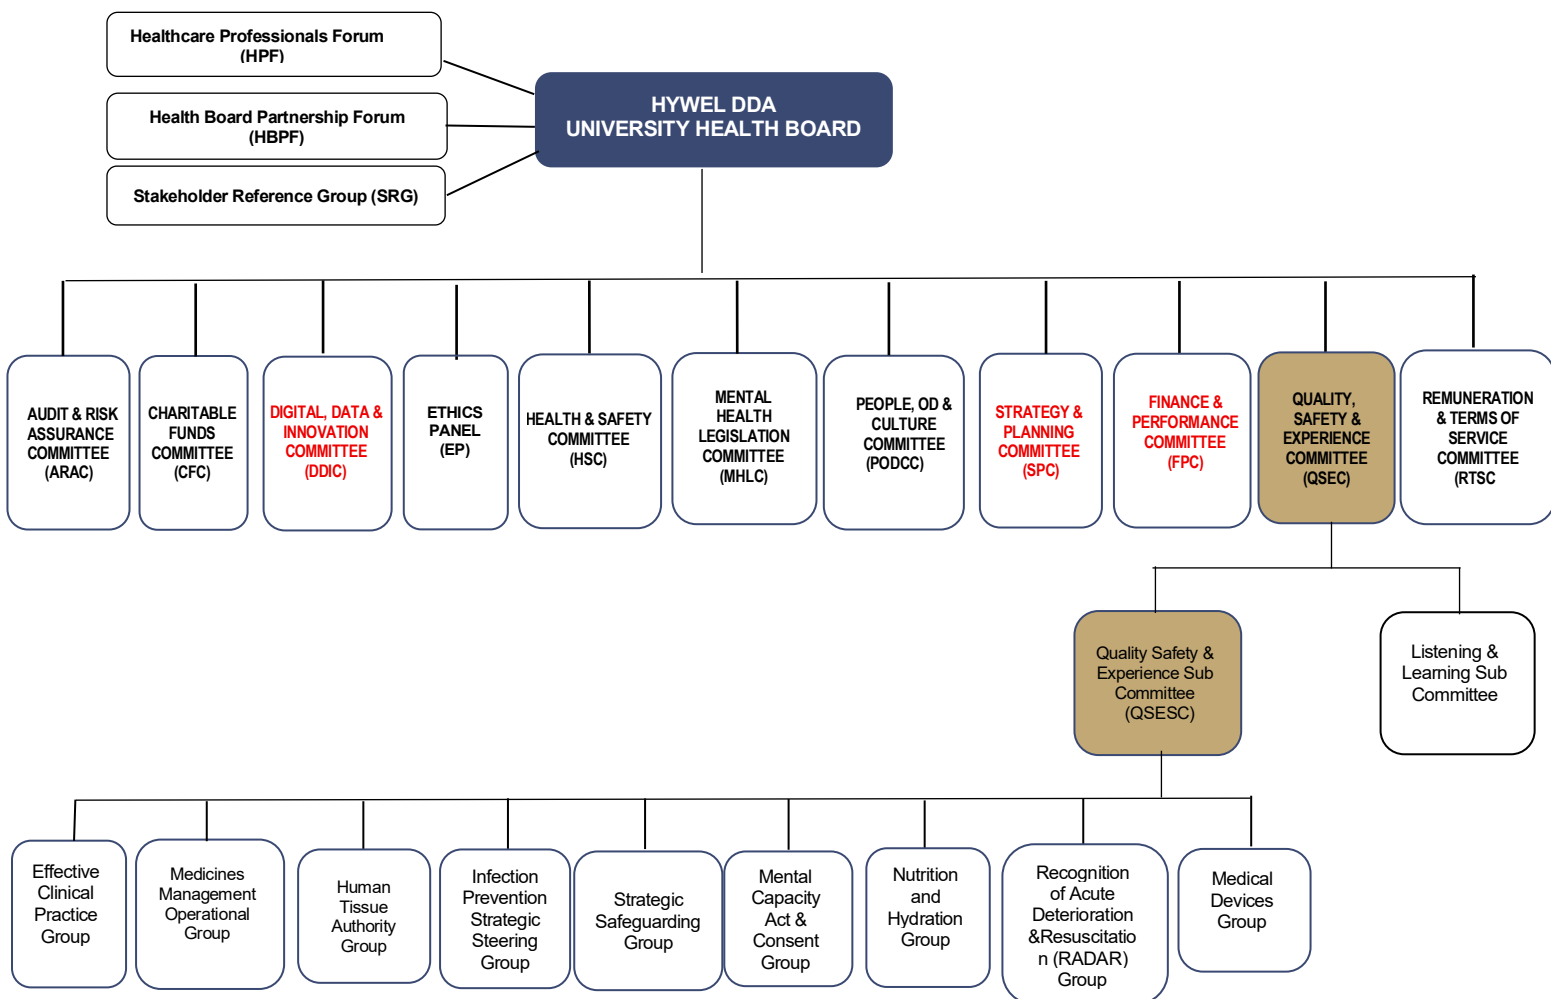 Healthcare Professionals Forum
(HPF)
HYWEL DDA
UNIVERSITY HEALTH BOARD
Health Board Partnership Forum
(HBPF)
Stakeholder Reference Group (SRG)
AUDIT & RISK
ASSURANCE
COMMITTEE
(ARAC)
CHARITABLE
FUNDS
COMMITTEE
(CFC)
DIGITAL, DATA &
INNOVATION
COMMITTEE
(DDIC)
ETHICS
PANEL
(EP)
HEALTH & SAFETY
COMMITTEE
(HSC)
MENTAL
HEALTH
LEGISLATION
COMMITTEE
(MHLC)
PEOPLE, OD &
CULTURE
COMMITTEE
(PODCC)
STRATEGY &
PLANNING
COMMITTEE
(SPC)
FINANCE &
PERFORMANCE
COMMITTEE
(FPC)
QUALITY,
SAFETY &
EXPERIENCE
COMMITTEE
(QSEC)
REMUNERATION
& TERMS OF
SERVICE
COMMITTEE
(RTSC
Quality Safety &
Experience Sub
Committee
(QSESC)
Listening &
Learning Sub
Committee
Effective
Clinical
Practice
Group
Medicines
Management
Operational
Group
Human
Tissue
Authority
Group
Infection
Prevention
Strategic
Steering
Group
Strategic
Safeguarding
Group
Mental
Capacity
Act &
Consent
Group
Nutrition
and
Hydration
Group
Recognition
of Acute
Deterioration
&Resuscitatio
n (RADAR)
Group
Medical
Devices
Group